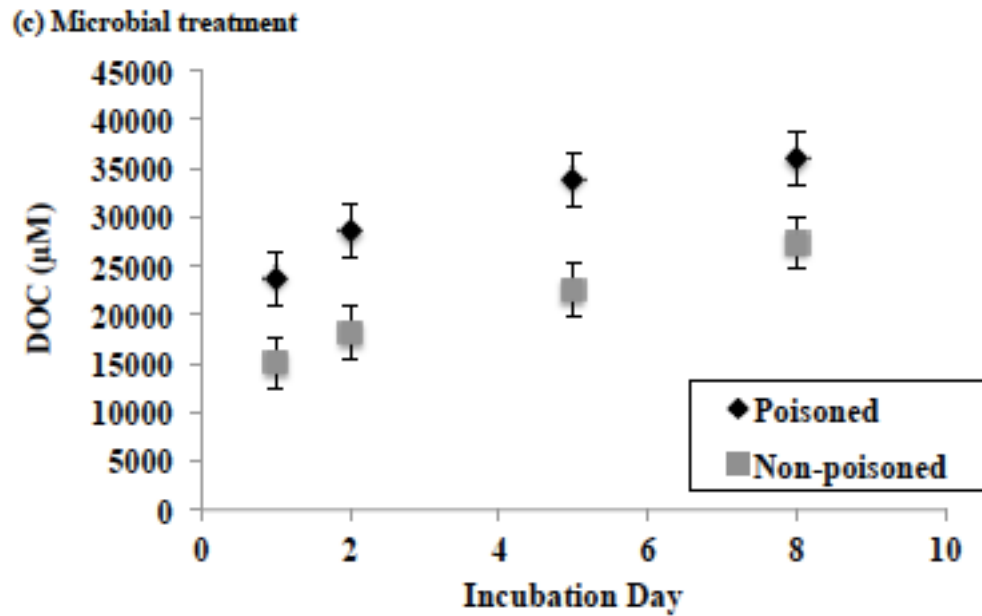 (c) Microbial treatment
45000
40000
35000
30000
25000
20000
15000
10000
5000
0
DOC (µM)
Poisoned
Non-poisoned
0 2 4 6 8 10
Incubation Day